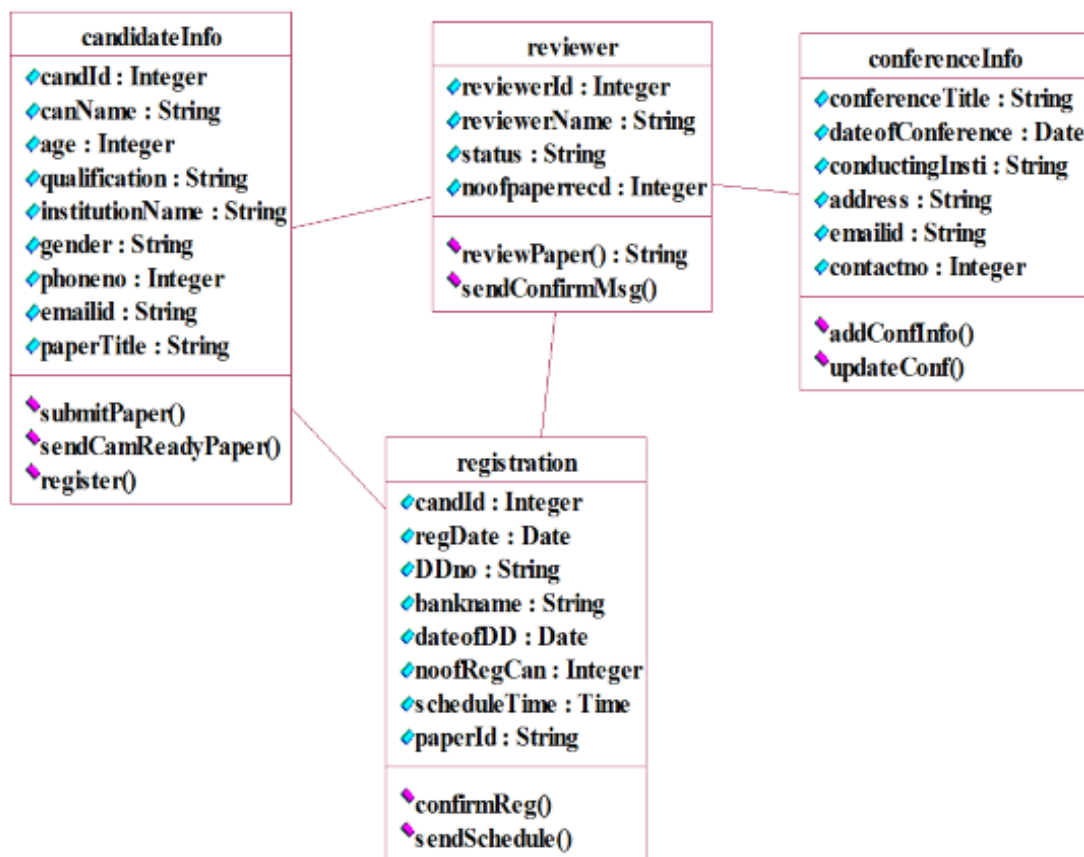 candidateInfo
candId : Integer
canName : String
age : Integer
qualification : String
institutionName : String
gender : String
phoneno : Integer
emailid : String
paperTitle : String
submitPaper()
sendCamReadyPaper()
register()
reviewer
reviewerId : Integer
reviewerName : String
status : String
noofpaperrecd : Integer
reviewPaper() : String
sendConfirmMsg()
conferenceInfo
conferenceTitle : String
dateofConference : Date
conductingInsti : String
address : String
emailid : String
contactno : Integer
addConfInfo()
updateConf()
registration
candId : Integer
regDate : Date
DDno : String
bankname : String
dateofDD : Date
noofRegCan : Integer
scheduleTime : Time
paperId : String
confirmReg()
sendSchedule()